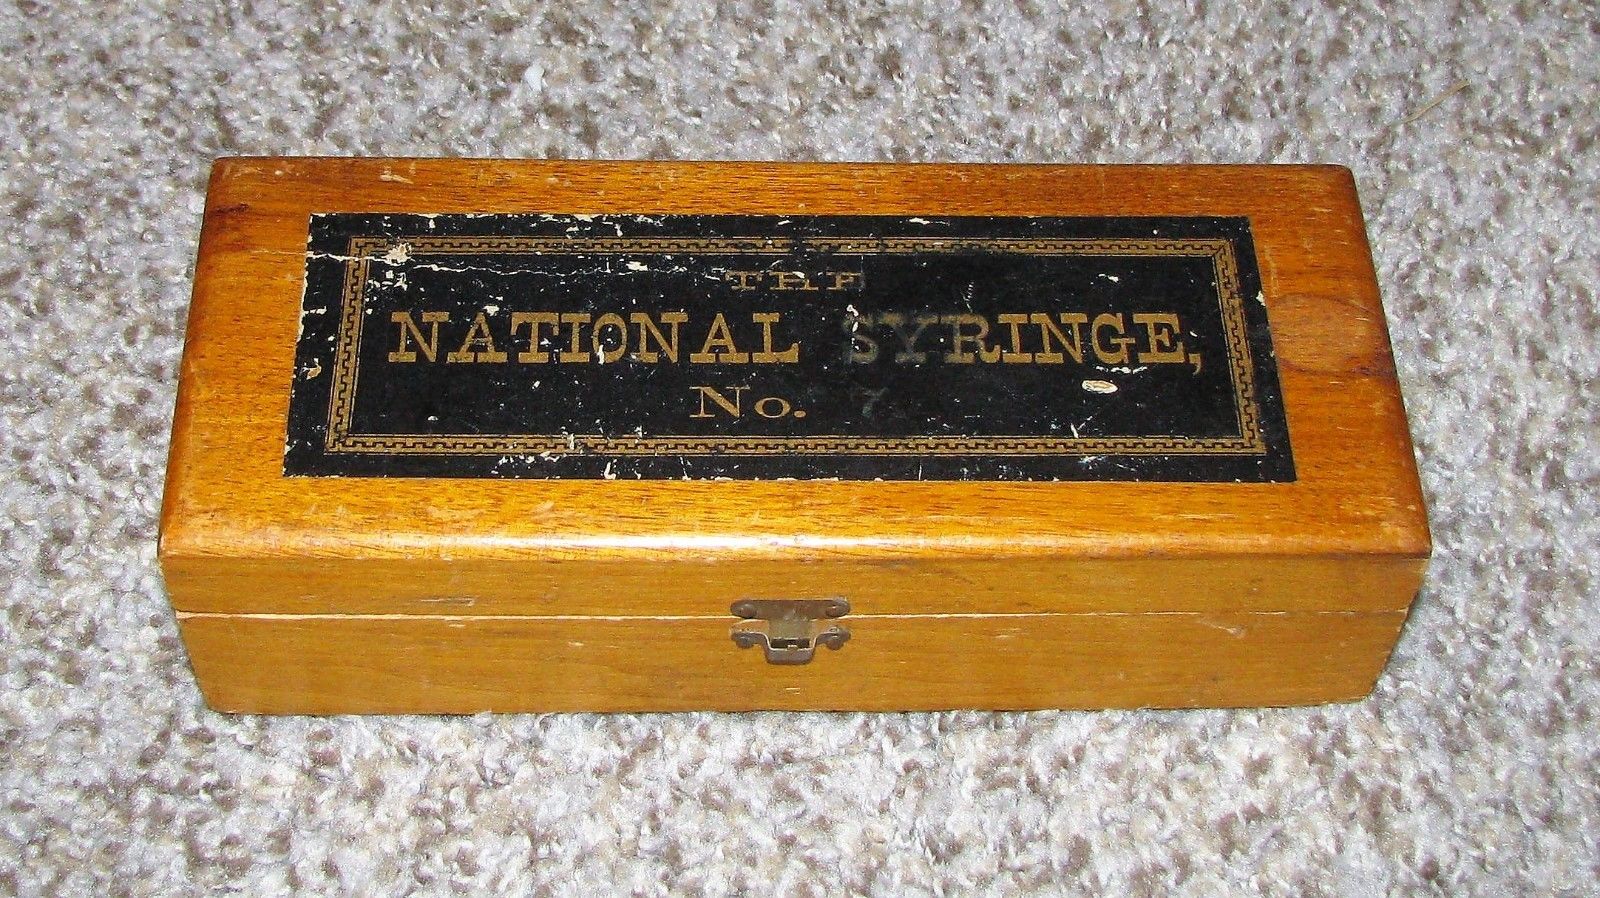 THE
NATIONAL SYRINGE,
No. 7